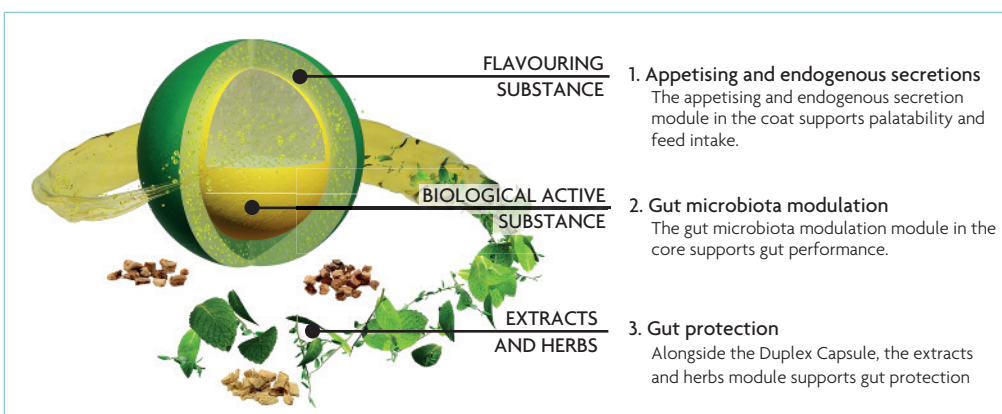 FLAVOURING
SUBSTANCE
1. Appetising and endogenous secretions
The appetising and endogenous secretion
module in the coat supports palatability and
feed intake.
BIOLOGICAL ACTIVE
SUBSTANCE
2. Gut microbiota modulation
The gut microbiota modulation module in the
core supports gut performance.
EXTRACTS
AND HERBS
3. Gut protection
Alongside the Duplex Capsule, the extracts
and herbs module supports gut protection